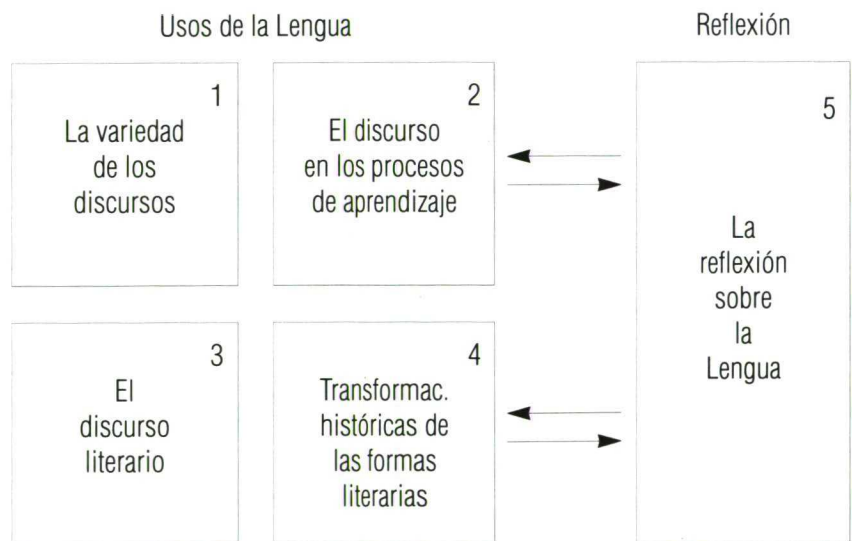 Usos de la Lengua
Reflexión
1
La variedad
de los
discursos
2
El discurso
en los procesos
de aprendizaje
3
El
discurso
literario
4
Transformac.
históricas de
las formas
literarias
5
La
reflexión
sobre
la
Lengua